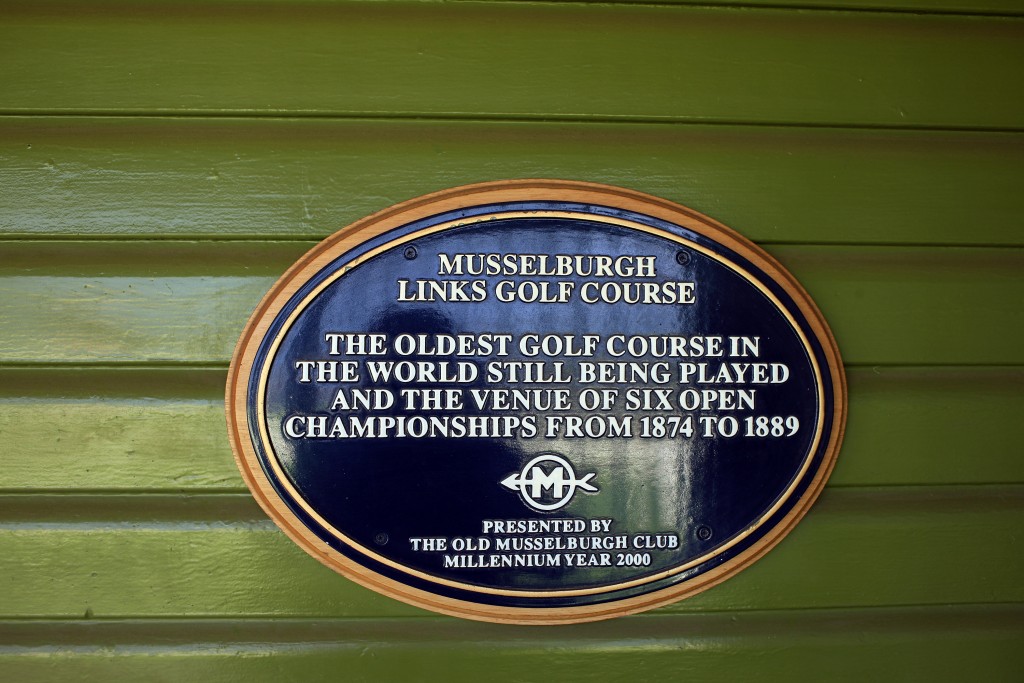 MUSSELBURGH
LINKS GOLF COURSE
THE OLDEST GOLF COURSE IN
THE WORLD STILL BEING PLAYED
AND THE VENUE OF SIX OPEN
CHAMPIONSHIPS FROM 1874 TO 1889
M
PRESENTED BY
THE OLD MUSSELBURGH CLUB
MILLENNIUM YEAR 2000